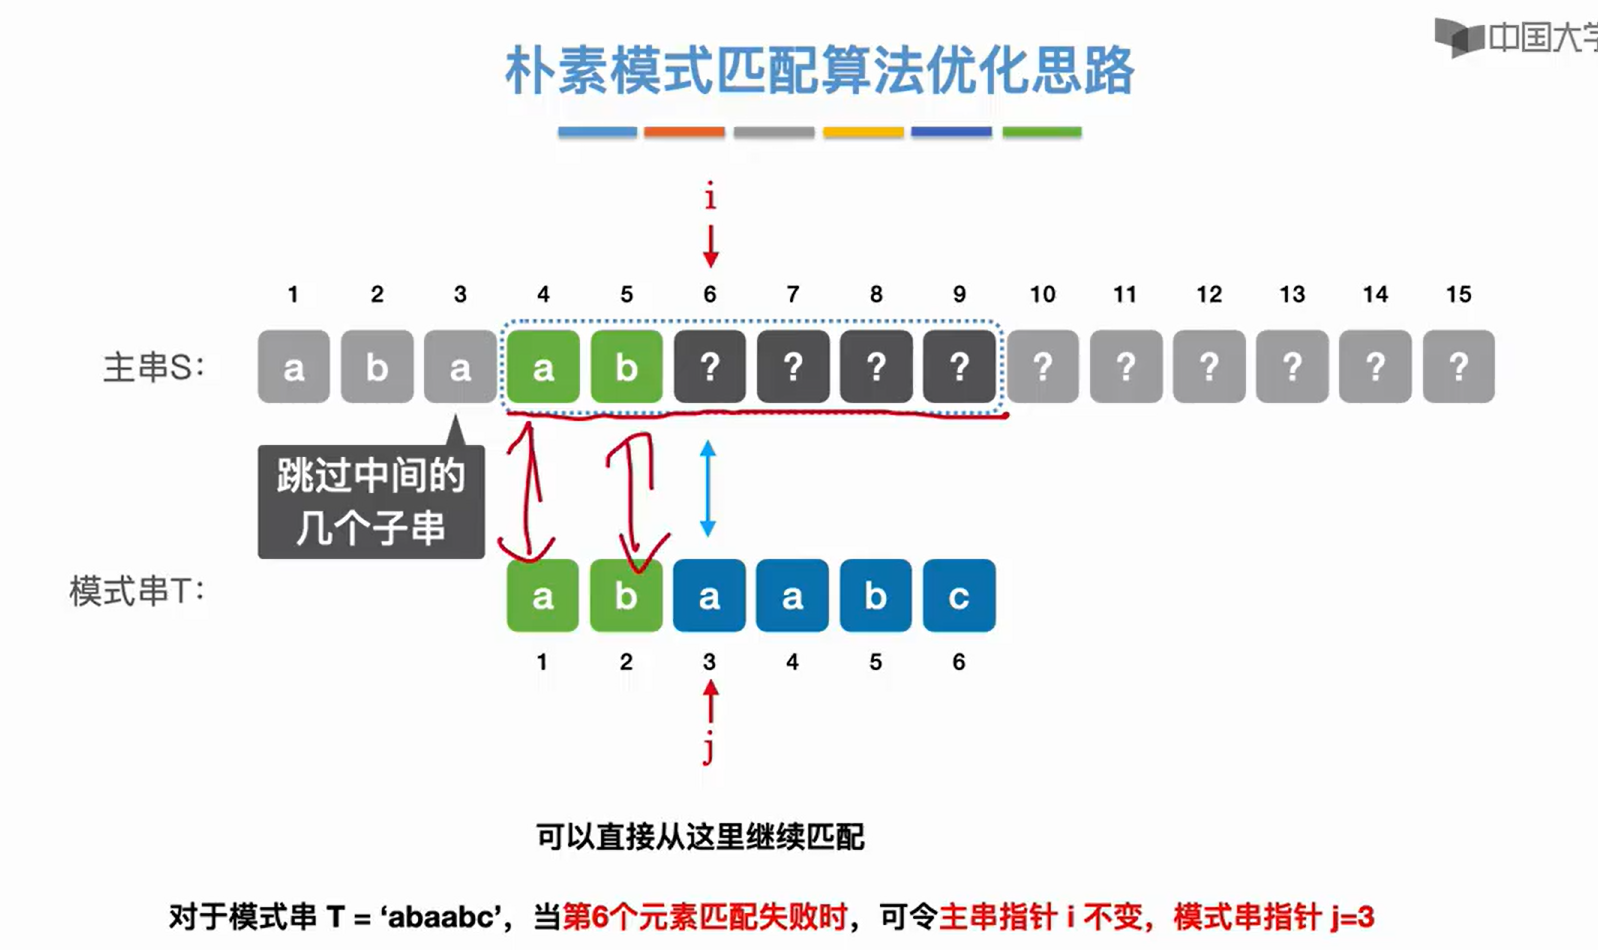 中国大学
朴素模式匹配算法优化思路
i
1 2 3 4 5 6 7 8 9 10 11 12 13 14 15
主串S： a b a a b ? ? ? ? ? ? ? ? ? ?
跳过中间的
几个子串
模式串T： a b a a b c
1 2 3 4 5 6
j
可以直接从这里继续匹配
对于模式串 T = ‘abaabc’，当第6个元素匹配失败时，可令主串指针 i 不变，模式串指针 j=3